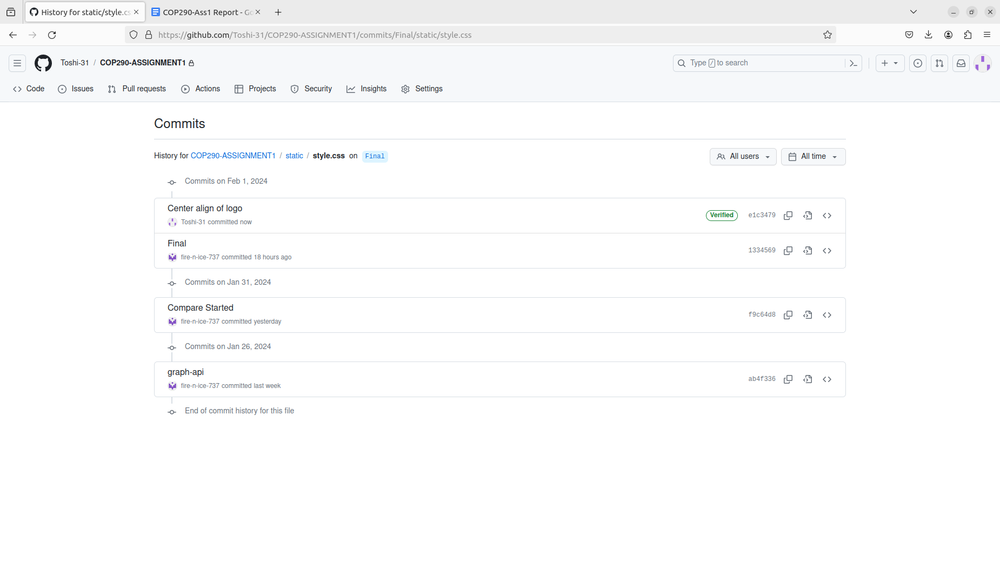 History for static/style.cs
COP290-Ass1 Report - Go
https://github.com/Toshi-31/COP290-ASSIGNMENT1/commits/Final/static/style.css
Toshi-31 / COP290-ASSIGNMENT1
Type / to search
Code Issues Pull requests Actions Projects Security Insights Settings
Commits
History for COP290-ASSIGNMENT1 / static / style.css on Final
All users All time
Commits on Feb 1, 2024
Center align of logo
Toshi-31 committed now
Verified e1c3479
Final
fire-n-ice-737 committed 18 hours ago
1334569
Commits on Jan 31, 2024
Compare Started
fire-n-ice-737 committed yesterday
f9c64d8
Commits on Jan 26, 2024
graph-api
fire-n-ice-737 committed last week
ab4f336
End of commit history for this file